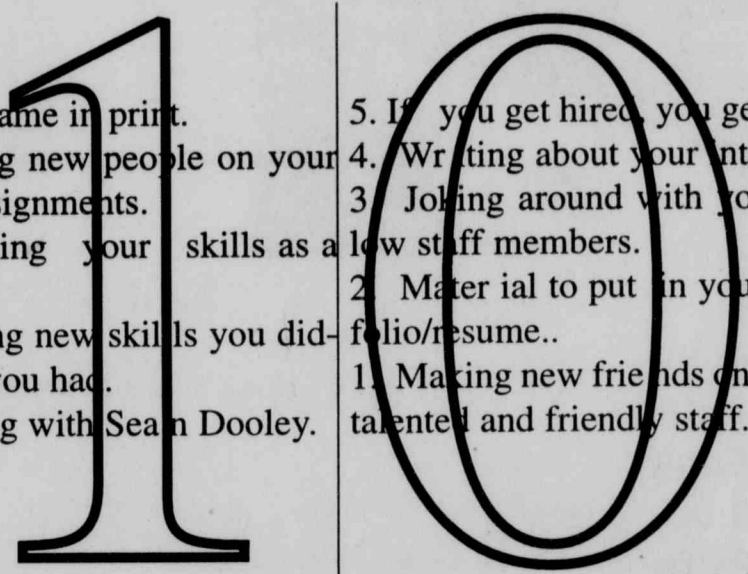 10
ame in print.
g new people on your
signments.
ing your skills as a
ng new skills you did-
ou had.
g with Sean Dooley.
5. If you get hired, you ge
4. Writing about your int
3. Joking around with yo
low staff members.
2. Material to put in you
folio/resume..
1. Making new friends on
talented and friendly staff.